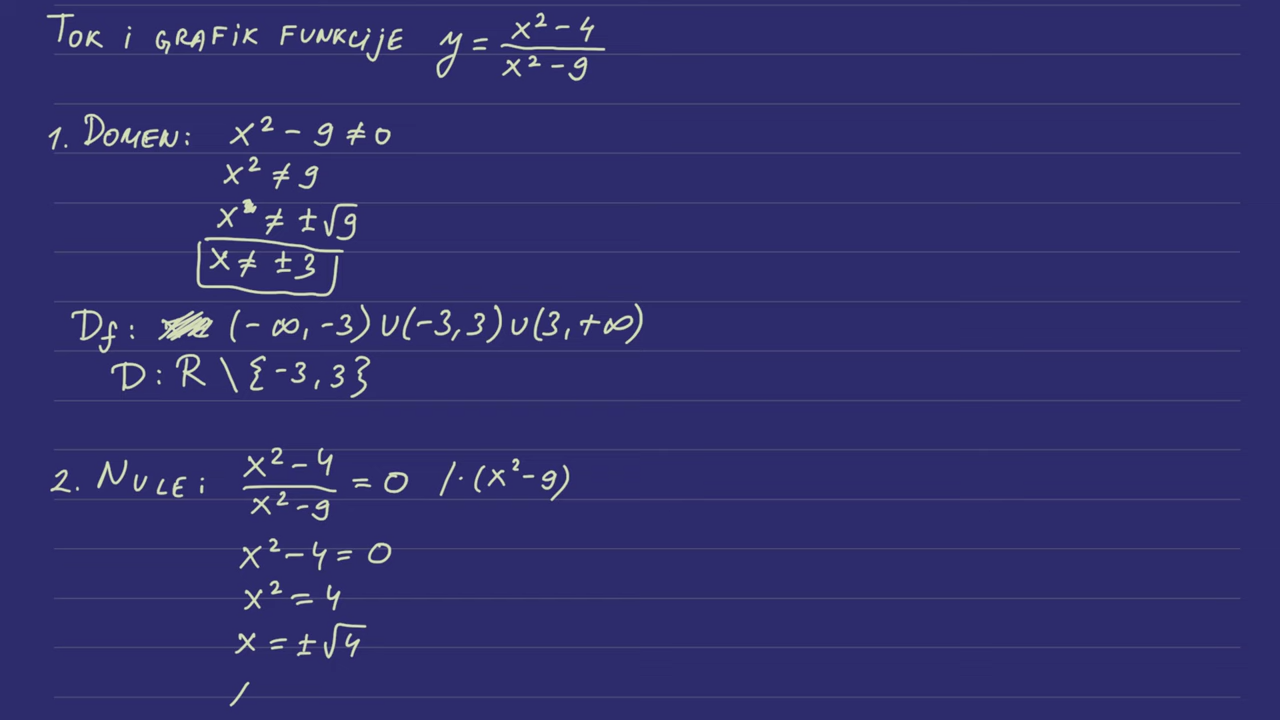 TOK i GRAFiK FUNKCijE y = \frac{x² - 4}{x² - 9}
1. DOMEN: x² - 9 ≠ 0
x² ≠ 9
x ≠ ±√9
x ≠ ±3
Df: (-∞, -3) ∪ (-3, 3) ∪ (3, +∞)
D: R \ {-3, 3}
2. NULE: \frac{x² - 4}{x² - 9} = 0 / · (x² - 9)
x² - 4 = 0
x² = 4
x = ±√4